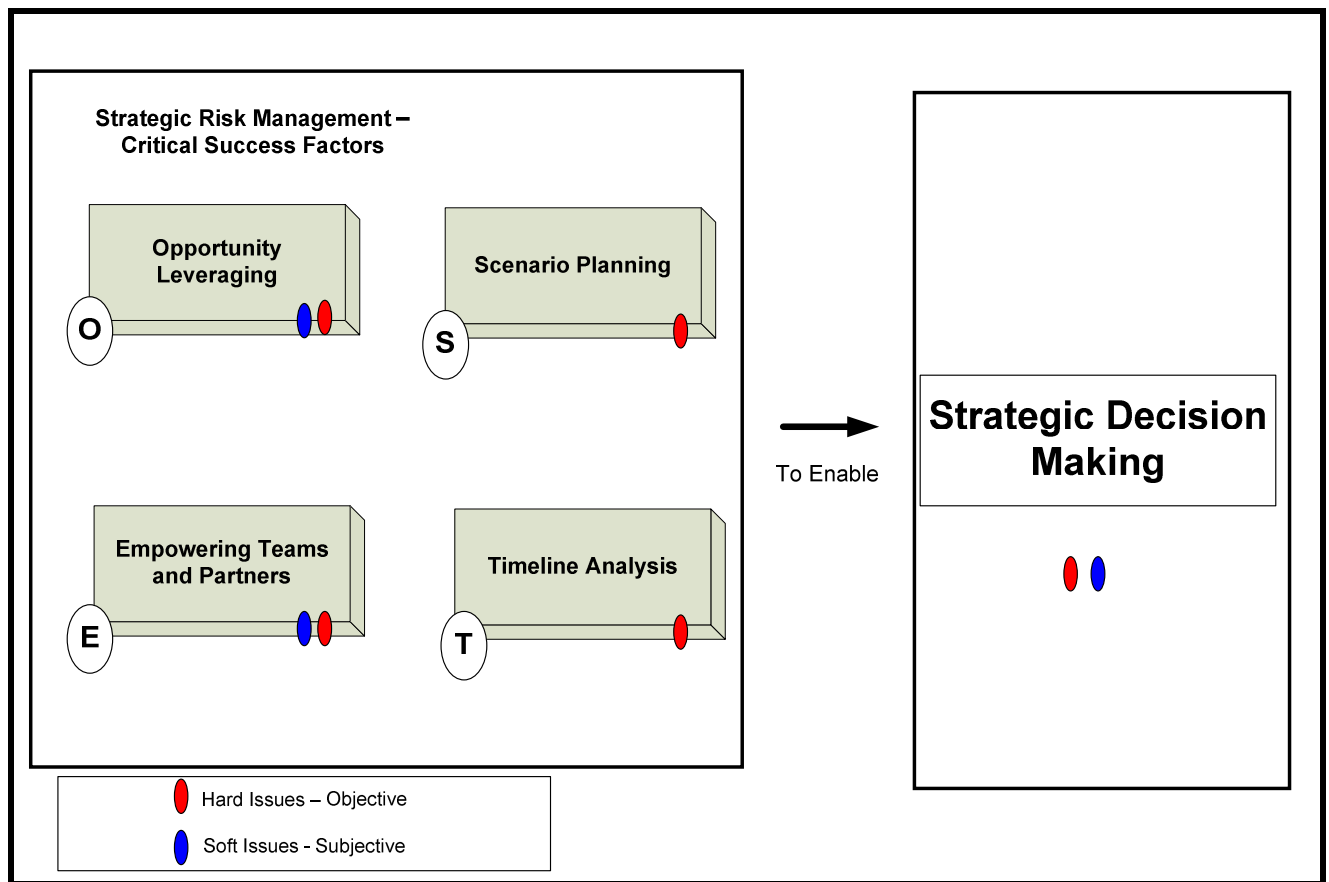 Strategic Risk Management –
Critical Success Factors
Opportunity
Leveraging
O
Scenario Planning
S
Empowering Teams
and Partners
E
Timeline Analysis
T
To Enable
Strategic Decision
Making
Hard Issues – Objective
Soft Issues - Subjective